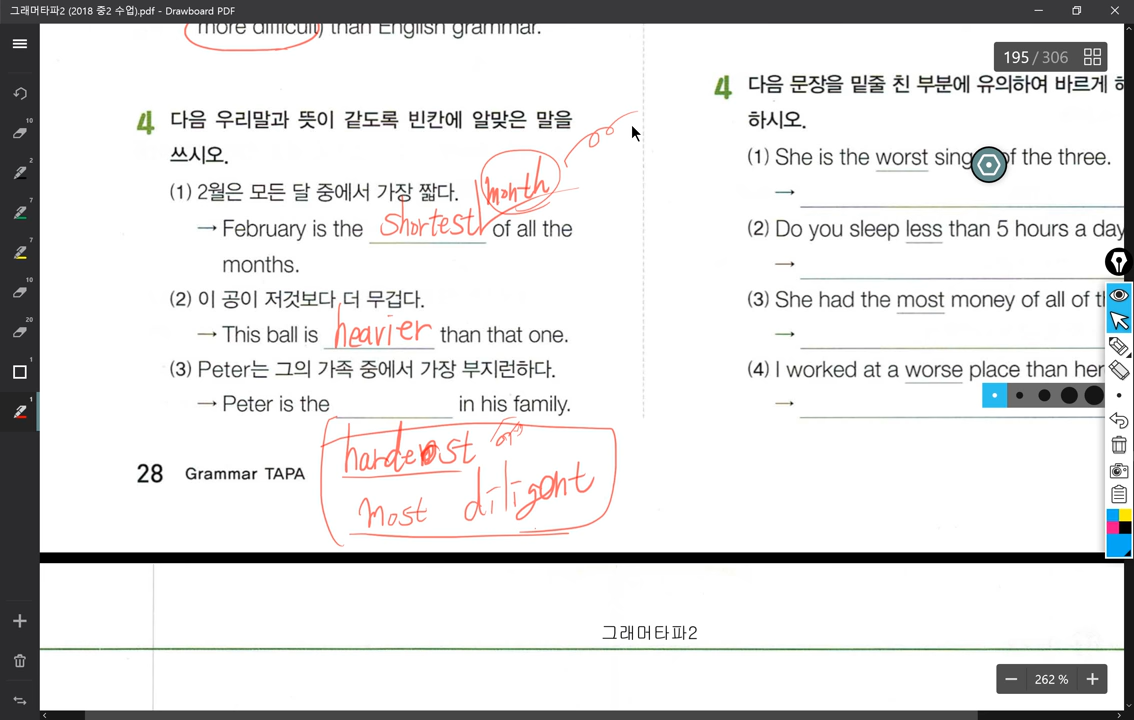 그래머타파2 (2018 중2 수업).pdf - Drawboard PDF
more difficult) than English grammar.
195 / 306
4 다음 우리말과 뜻이 같도록 빈칸에 알맞은 말을
쓰시오.
(1) 2월은 모든 달 중에서 가장 짧다.
month
→ February is the shortest of all the
months.
(2) 이 공이 저것보다 더 무겁다.
→ This ball is heavier than that one.
(3) Peter는 그의 가족 중에서 가장 부지런하다.
→ Peter is the in his family.
most diligent
28 Grammar TAPA
4 다음 문장을 밑줄 친 부분에 유의하여 바르게
하시오.
(1) She is the worst sing of the three.
→
(2) Do you sleep less than 5 hours a day
→
(3) She had the most money of all of
→
(4) I worked at a worse place than her
→
그래머타파2
262 %
10
2
7
7
10
20
1
1